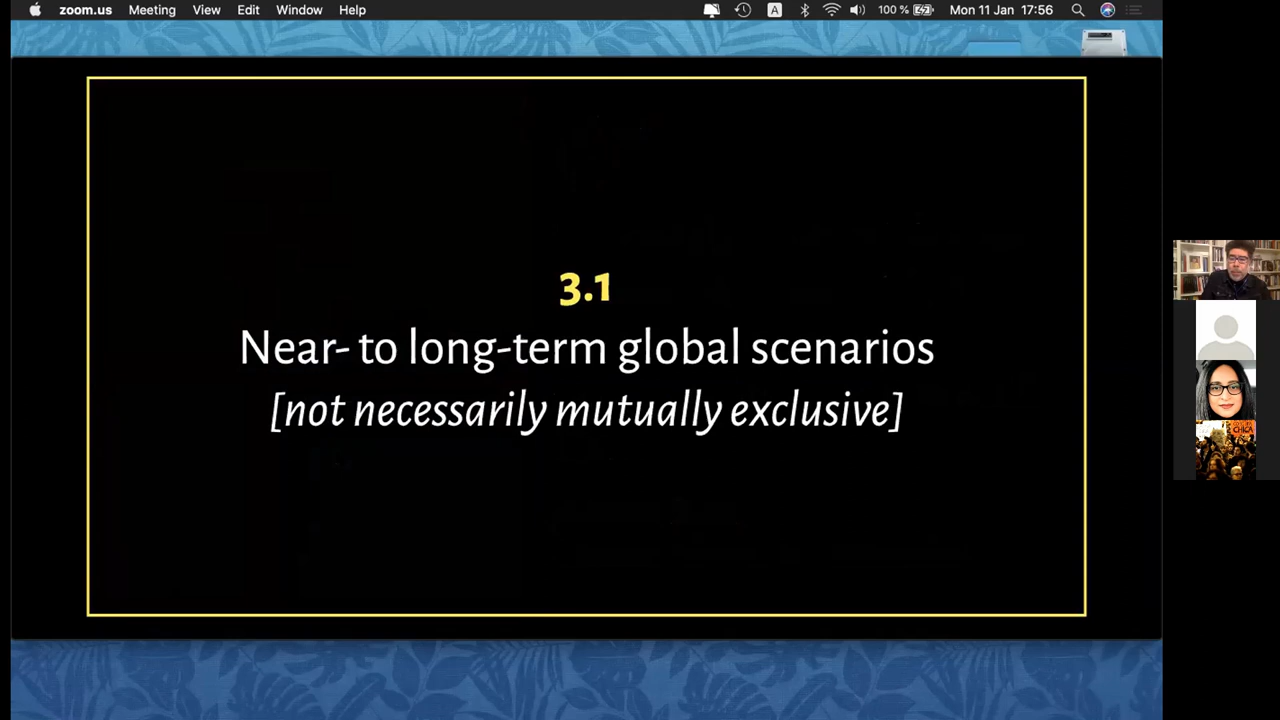 zoom.us Meeting View Edit Window Help A 100 % Mon 11 Jan 17:56
3.1
Near- to long-term global scenarios
[not necessarily mutually exclusive]
CHICA